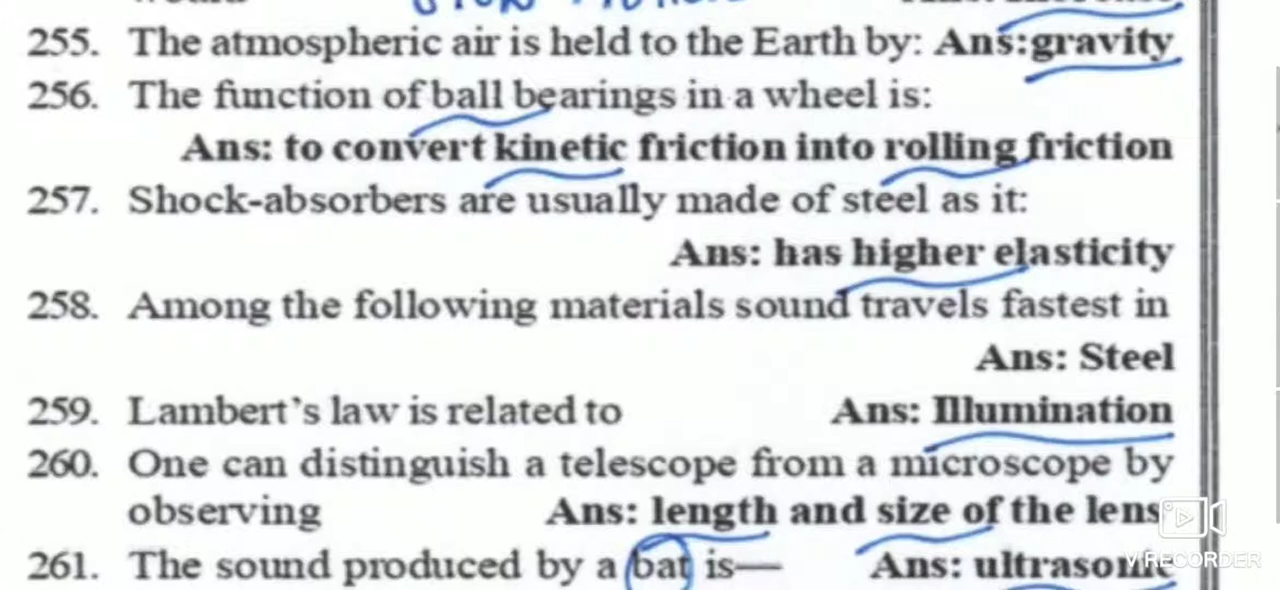 255. The atmospheric air is held to the Earth by: Ans:gravity
256. The function of ball bearings in a wheel is:
Ans: to convert kinetic friction into rolling friction
257. Shock-absorbers are usually made of steel as it:
Ans: has higher elasticity
258. Among the following materials sound travels fastest in
Ans: Steel
259. Lambert's law is related to Ans: Illumination
260. One can distinguish a telescope from a microscope by
observing Ans: length and size of the lens
261. The sound produced by a bat is— Ans: ultrasonic
V RECORDER